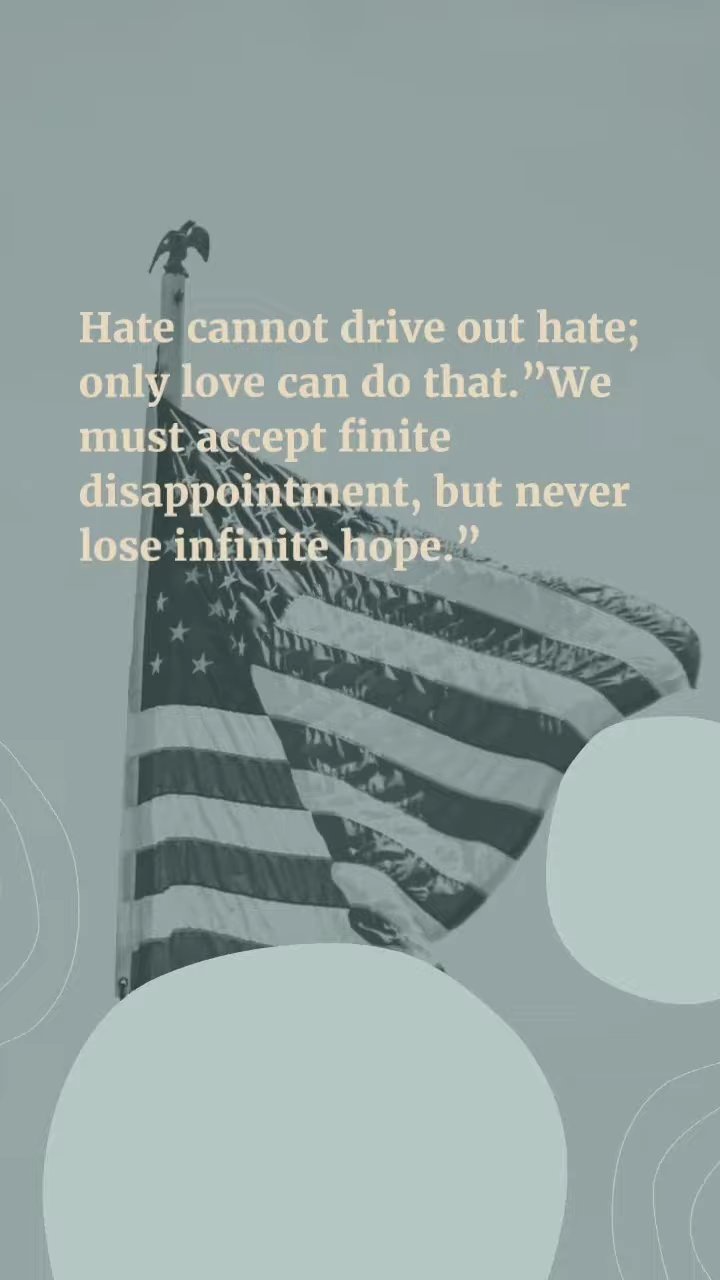 Hate cannot drive out hate;
only love can do that.”We
must accept finite
disappointment, but never
lose infinite hope.”